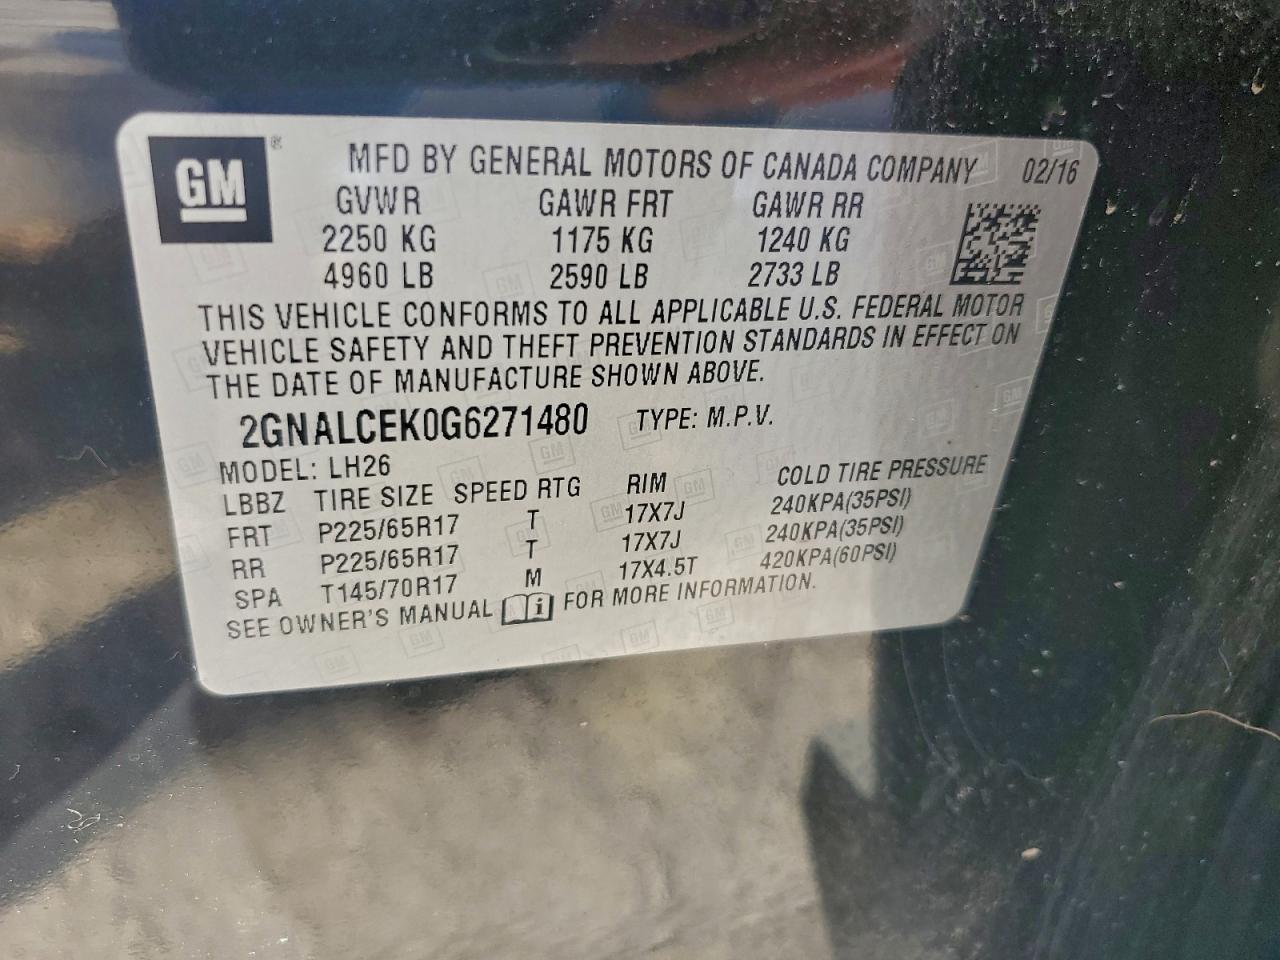 GM ® MFD BY GENERAL MOTORS OF CANADA COMPANY 02/16
GVWR GAWR FRT GAWR RR
2250 KG 1175 KG 1240 KG
4960 LB 2590 LB 2733 LB
THIS VEHICLE CONFORMS TO ALL APPLICABLE U.S. FEDERAL MOTOR
VEHICLE SAFETY AND THEFT PREVENTION STANDARDS IN EFFECT ON
THE DATE OF MANUFACTURE SHOWN ABOVE.
2GNALCEK0G6271480 TYPE: M.P.V.
MODEL: LH26
LBBZ TIRE SIZE SPEED RTG RIM COLD TIRE PRESSURE
FRT P225/65R17 T 17X7J 240KPA(35PSI)
RR P225/65R17 T 17X7J 240KPA(35PSI)
SPA T145/70R17 M 17X4.5T 420KPA(60PSI)
SEE OWNER'S MANUAL i FOR MORE INFORMATION.